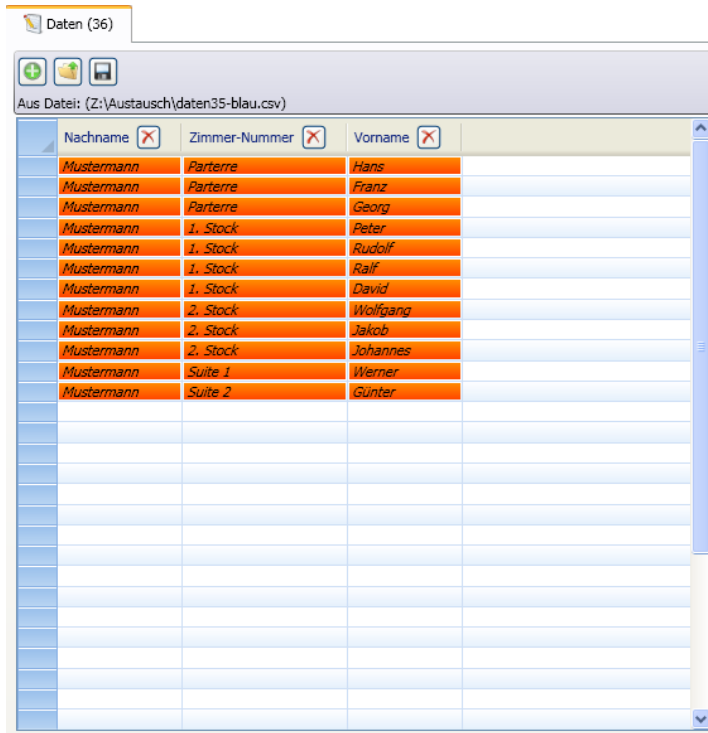 Daten (36)
Aus Datei: (Z:\Austausch\daten35-blau.csv)
Nachname Zimmer-Nummer Vorname
Mustermann Parterre Hans
Mustermann Parterre Franz
Mustermann Parterre Georg
Mustermann 1. Stock Peter
Mustermann 1. Stock Rudolf
Mustermann 1. Stock Ralf
Mustermann 1. Stock David
Mustermann 2. Stock Wolfgang
Mustermann 2. Stock Jakob
Mustermann 2. Stock Johannes
Mustermann Suite 1 Werner
Mustermann Suite 2 Günter